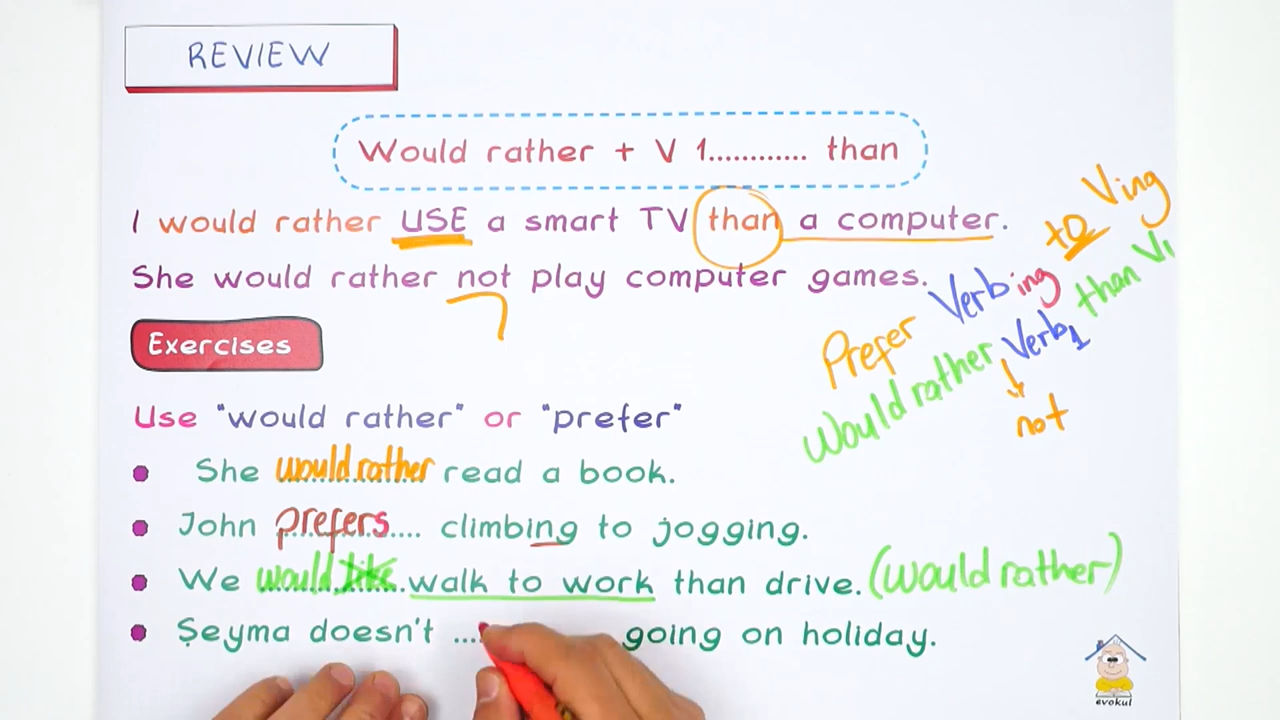 REVIEW
Would rather + V 1............ than
I would rather USE a smart TV than a computer.
She would rather not play computer games.
Prefer Verbing to Ving
Would rather Verb1 than V1
not
Exercises
Use "would rather" or "prefer"
She would rather read a book.
John prefers.... climbing to jogging.
We would like walk to work than drive. (would rather)
Şeyma doesn't .... going on holiday.
evokul